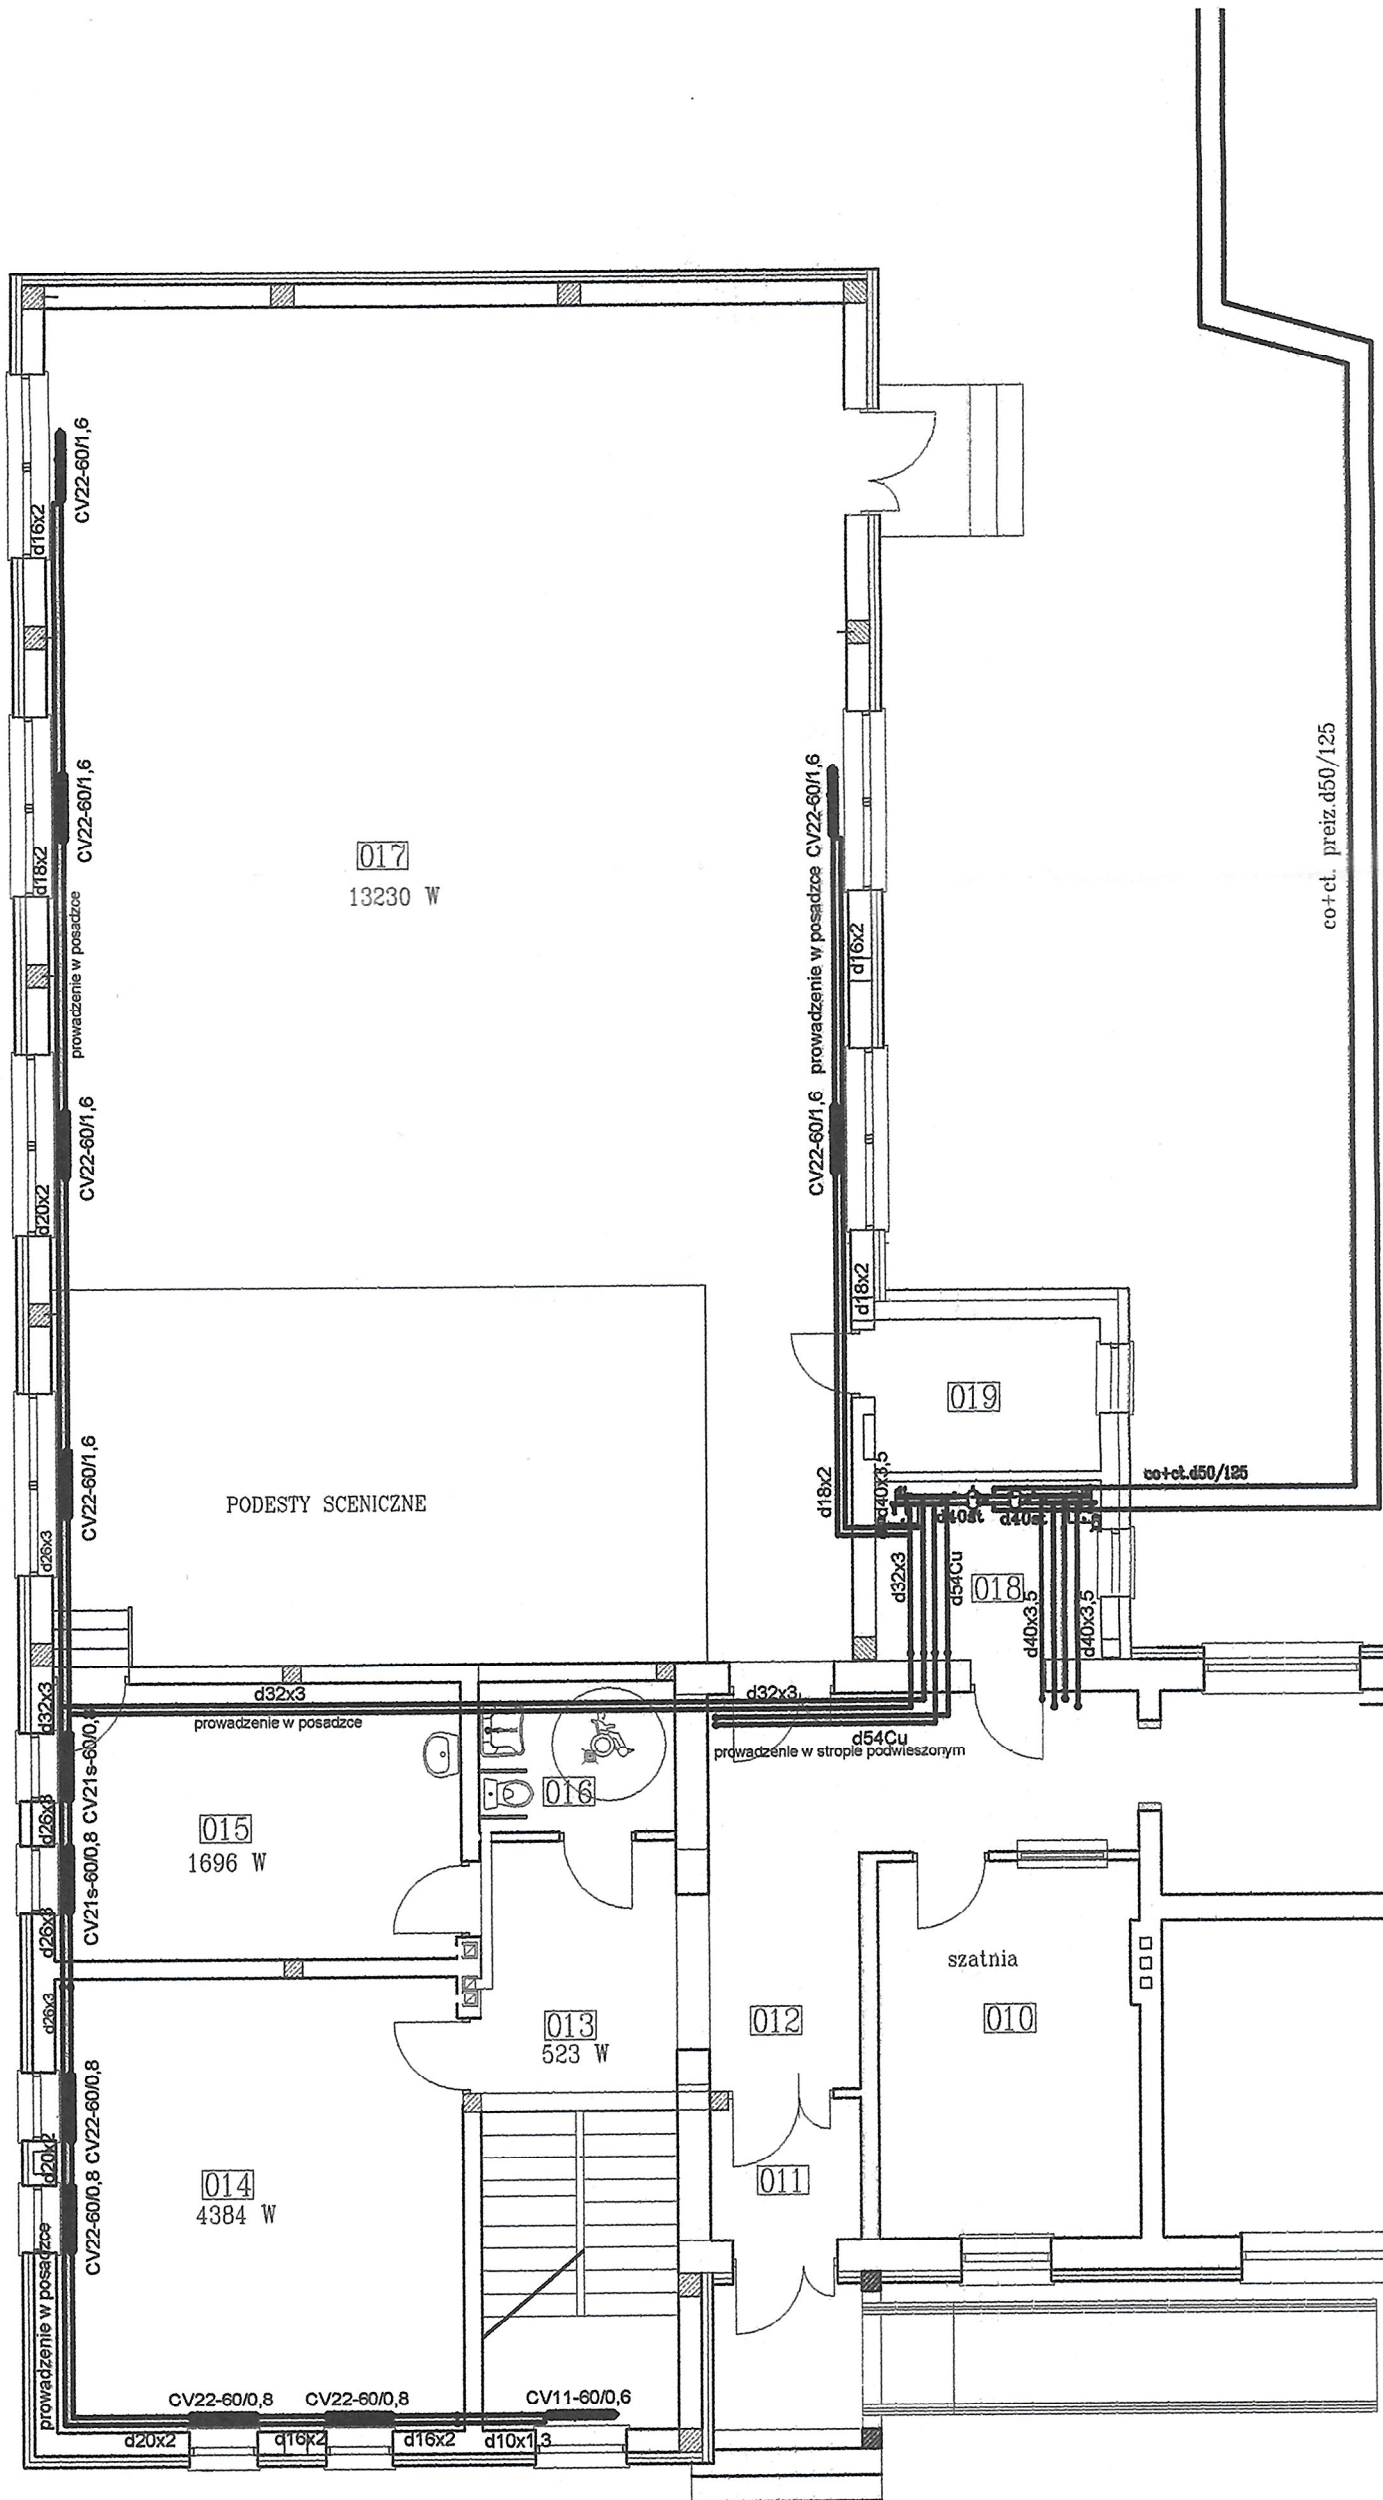 CV22-60/1,6
d16x2
co+ct. preiz.d50/125
CV22-60/1,6
CV22-60/1,6
017
13230 W
d18x2
prowadzenie w posadzce
prowadzenie w posadzce
d16x2
CV22-60/1,6
CV22-60/1,6
d20x2
d18x2
019
CV22-60/1,6
PODESTY SCENICZNE
d26x3
d18x2
d40x3,5
co+ct.d50/125
d40st
d40st
d32x3
d54Cu
018
d40x3,5
d40x3,5
d32x3
d32x3
prowadzenie w posadzce
d32x3
d54Cu
prowadzenie w stropie podwieszonym
CV21s-60/0,
016
d26x3
015
1696 W
CV21s-60/0,8
d26x3
szatnia
010
d26x3
013
523 W
012
CV22-60/0,8
d20x2
014
4384 W
CV22-60/0,8
011
prowadzenie w posadzce
CV22-60/0,8
CV22-60/0,8
CV11-60/0,6
d20x2
d16x2
d16x2
d10x1,3